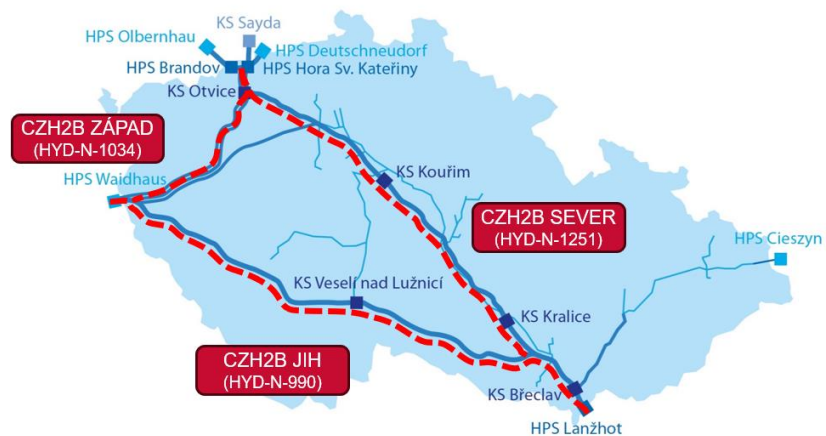 KS Sayda
HPS Olbernhau
HPS Deutschneudorf
HPS Brandov
HPS Hora Sv. Kateřiny
KS Otvice
CZH2B ZÁPAD
(HYD-N-1034)
HPS Waidhaus
KS Kouřim
CZH2B SEVER
(HYD-N-1251)
HPS Cieszyn
KS Veselí nad Lužnicí
KS Kralice
CZH2B JIH
(HYD-N-990)
KS Břeclav
HPS Lanžhot